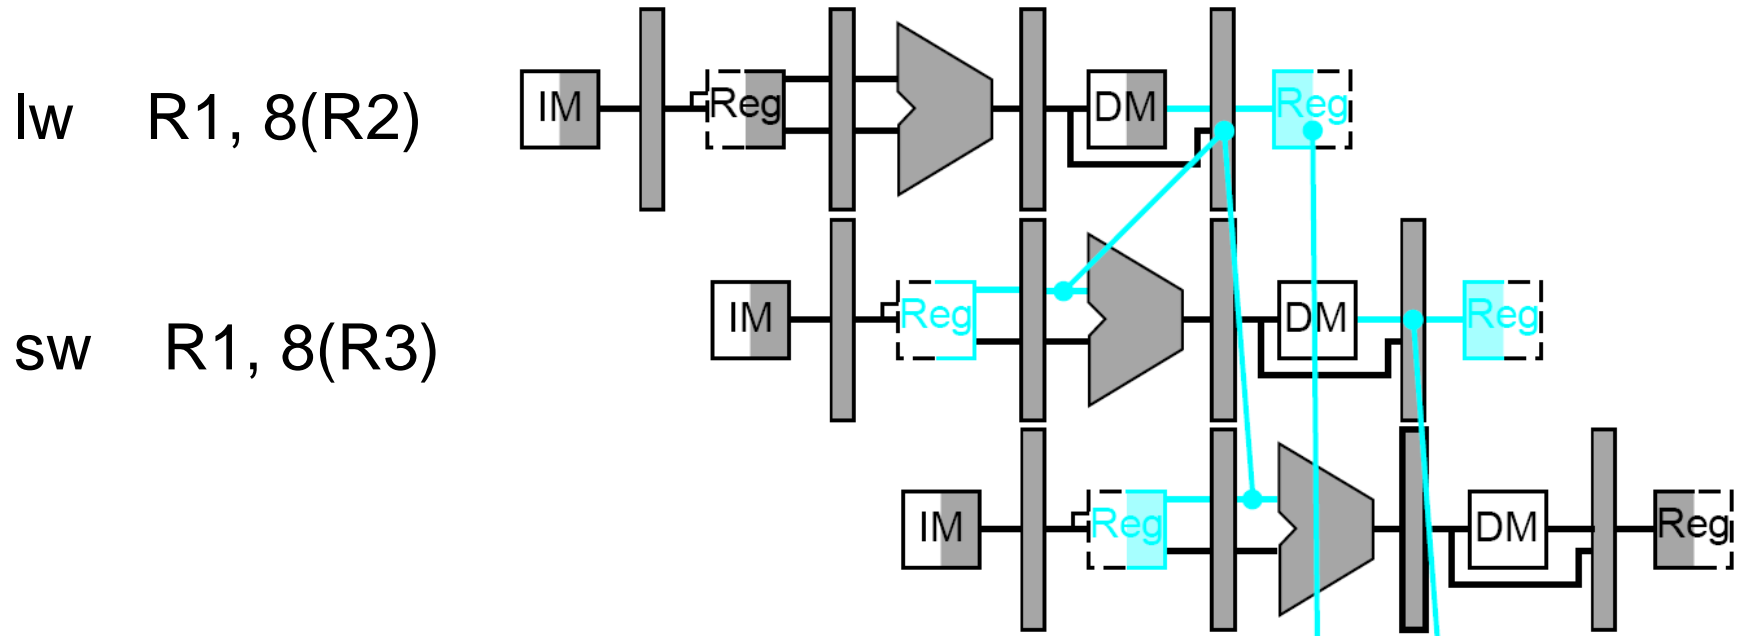 lw R1, 8(R2) IM Reg DM Reg
sw R1, 8(R3) IM Reg DM Reg
IM Reg DM Reg